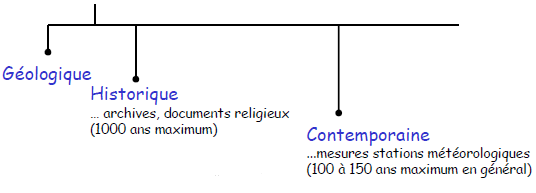 Géologique
Historique
... archives, documents religieux
(1000 ans maximum)
Contemporaine
...mesures stations météorologiques
(100 à 150 ans maximum en général)